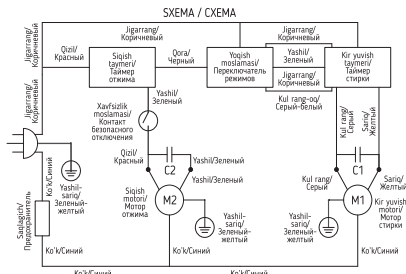 SXEMA / СХЕМА
Jigarrang/
Коричневый
Jigarrang/
Коричневый
Jigarrang/
Коричневый
Qizil/
Красный
Siqish
taymeri/
Таймер
отжима
Qora/
Черный
Yoqish
moslamasi/
Переключатель
режимов
Yashil/
Зеленый
Jigarrang/
Коричневый
Kir yuvish
taymeri/
Таймер
стирки
Jigarrang/
Коричневый
Kul rang-oq/
Серый-белый
Xavfsizlik
moslamasi/
Контакт
безопасного
отключения
Yashil/
Зеленый
Kul rang/
Серый
Sariq/
Желтый
Qizil/
Красный
C2
Yashil/Зеленый
Yashil/Зеленый
C1
Ko'k/Синий
Yashil-
sariq/
Зеленый-
желтый
Siqish
motori/
Мотор
отжима
M2
Kul rang/
Серый
M1
Sariq/
Желтый
Kir yuvish
motori/
Мотор
стирки
Saqlagich/
Предохранитель
Yashil-
sariq/
Зеленый-
желтый
Yashil-
sariq/
Зеленый-
желтый
Ko'k/Синий
Ko'k/Синий
Ko'k/Синий
Ko'k/Синий
Ko'k/Синий